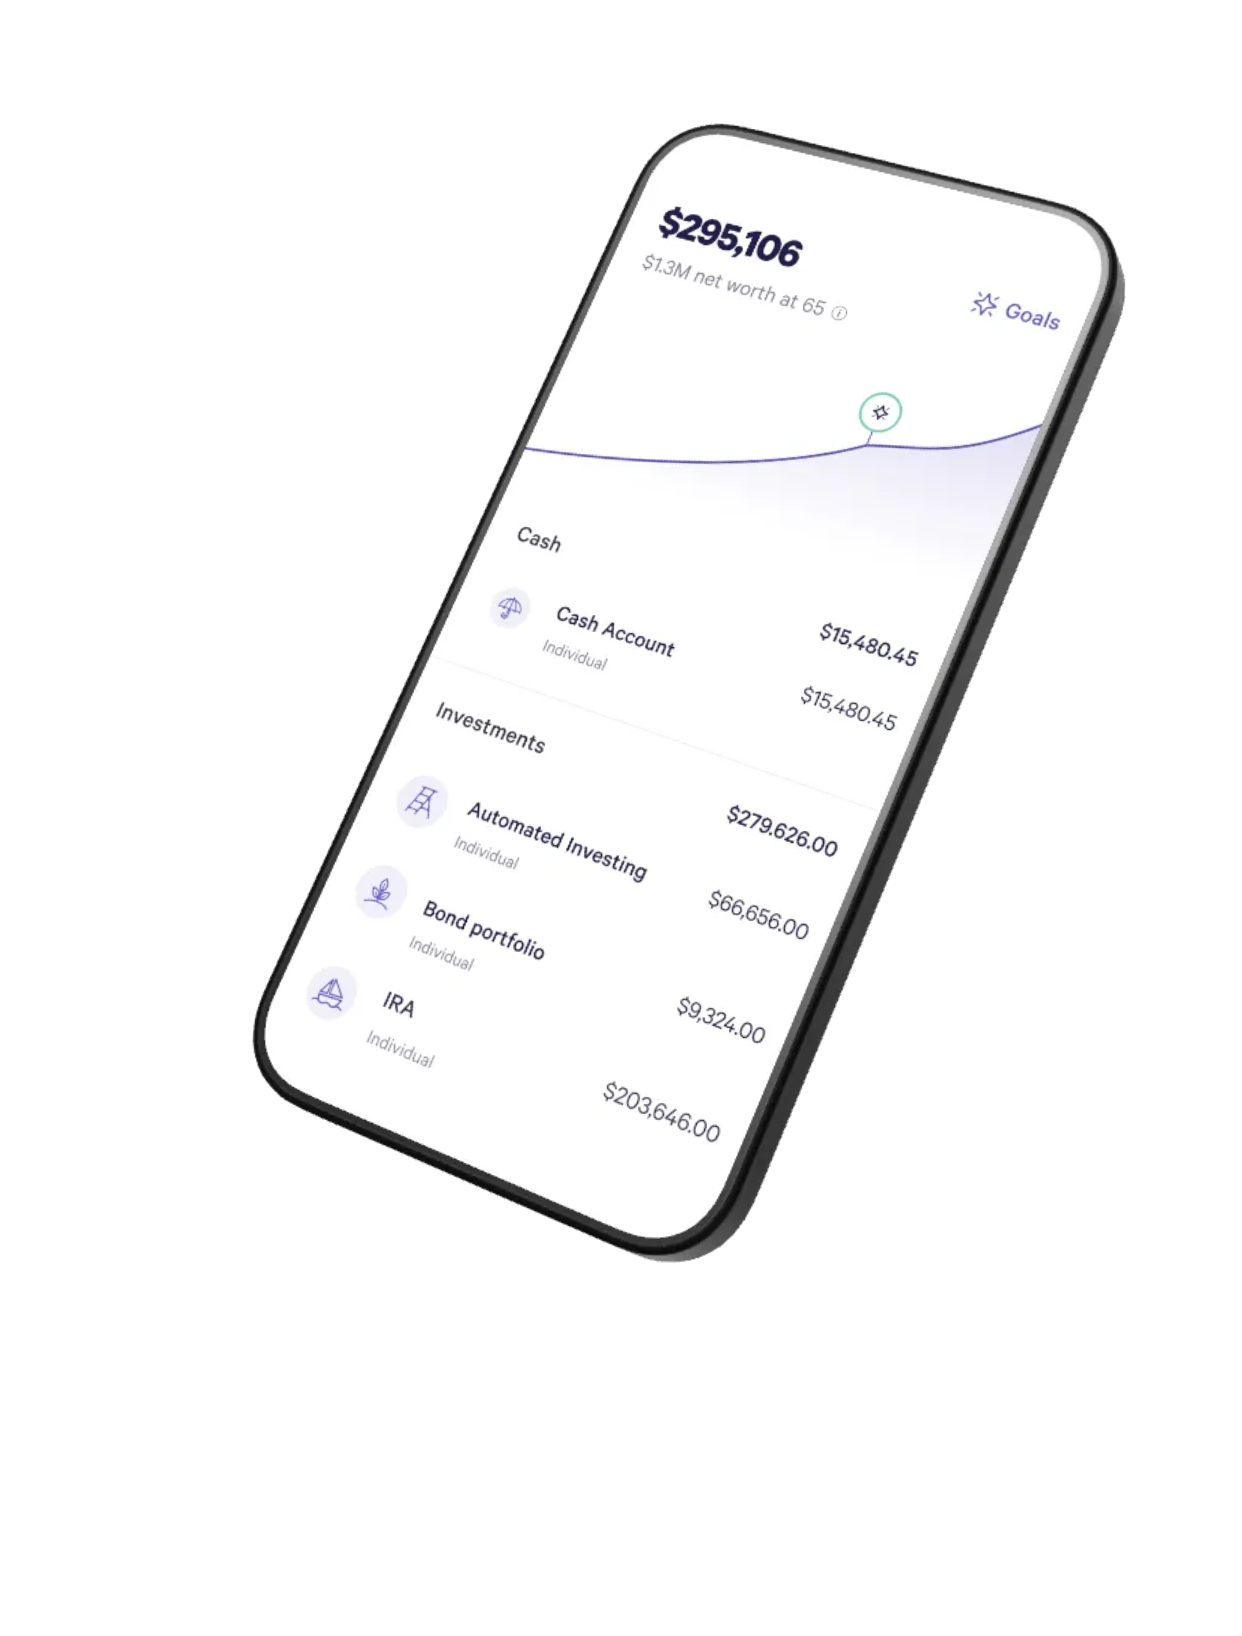 $295,106
$1.3M net worth at 65
Goals
Cash
$15,480.45
Cash Account
$15,480.45
Individual
Investments
$279.626.00
Automated Investing
$66,656.00
Individual
Bond portfolio
$9,324.00
Individual
IRA
$203,646.00
Individual